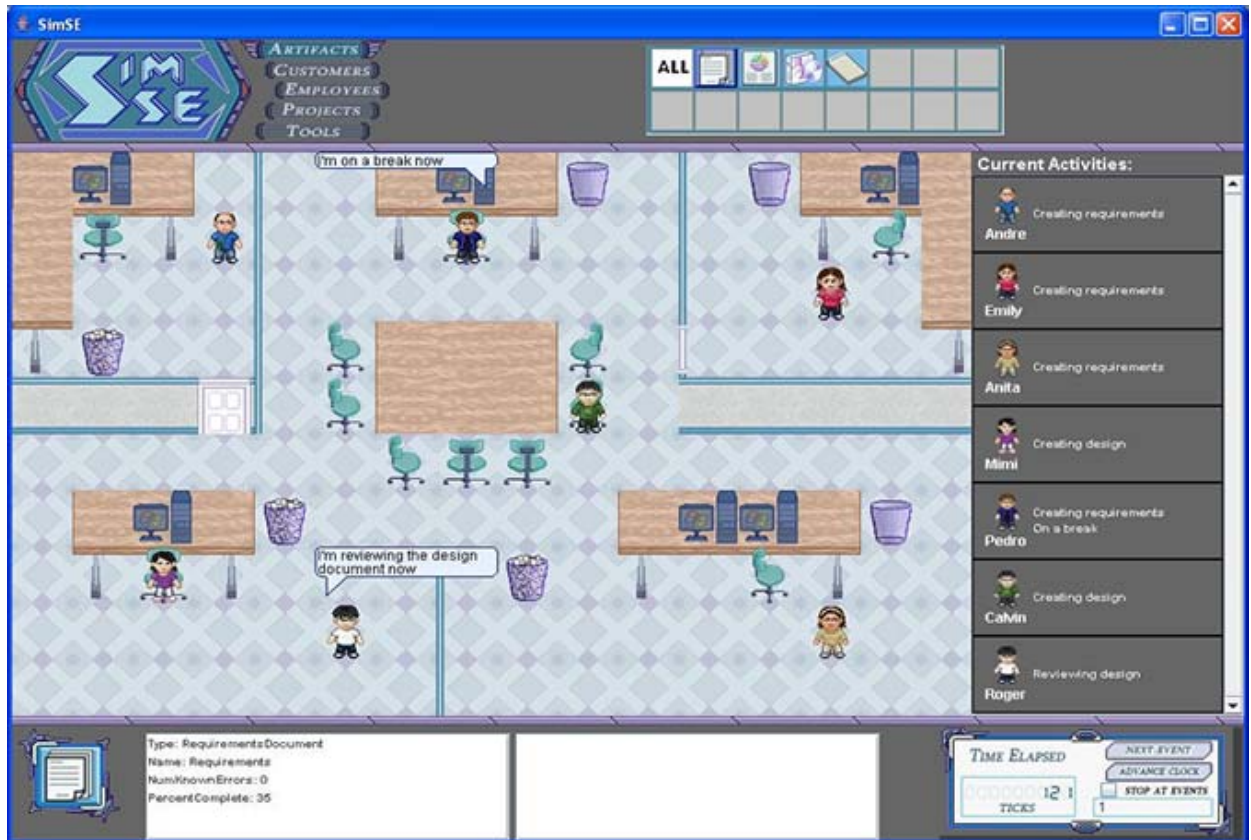 SimSE
SIMSE
ARTIFACTS
CUSTOMERS
EMPLOYEES
PROJECTS
TOOLS
ALL
I'm on a break now
I'm reviewing the design
document now
Current Activities:
Creating requirements
Andre
Creating requirements
Emily
Creating requirements
Anita
Creating design
Mimi
Creating requirements
On a break
Pedro
Creating design
Calvin
Reviewing design
Roger
Type: RequirementsDocument
Name: Requirements
NumKnownErrors: 0
PercentComplete: 35
TIME ELAPSED
121
TICKS
NEXT EVENT
ADVANCE CLOCK
STOP AT EVENTS
1